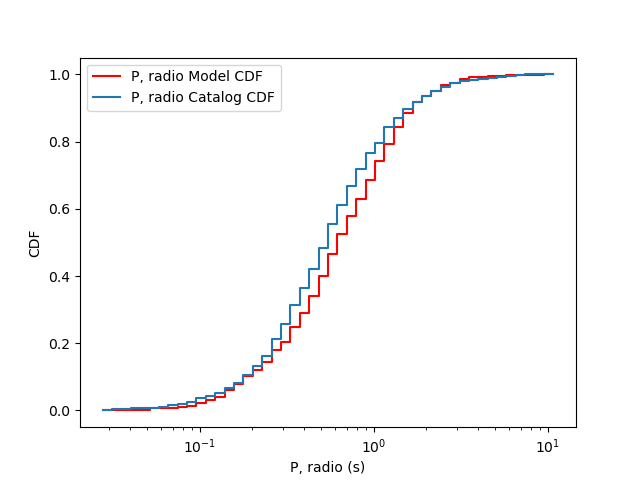 P, radio Model CDF
P, radio Catalog CDF
1.0
0.8
0.6
0.4
0.2
0.0
CDF
10⁻¹ 10⁰ 10¹
P, radio (s)